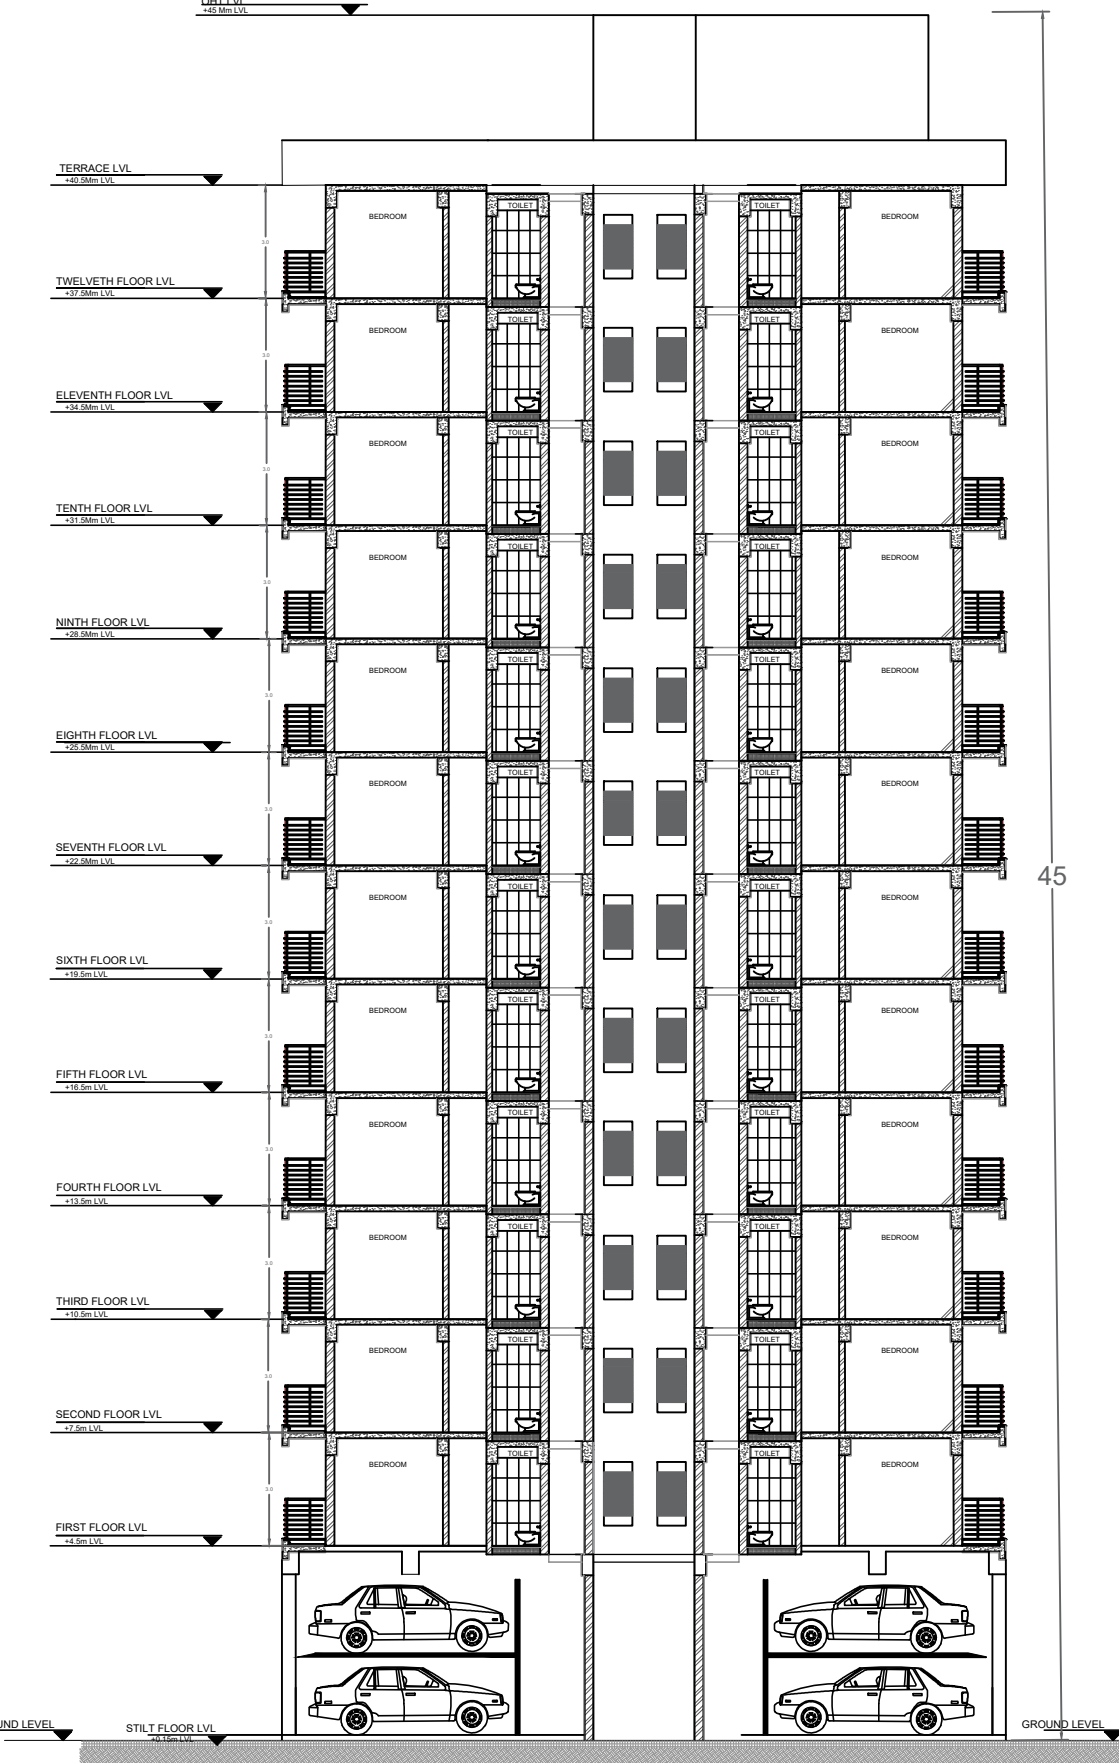 OHT LVL
+45 Mm LVL
TERRACE LVL
+40.5Mm LVL
TOILET
TOILET
BEDROOM
BEDROOM
3.0
TWELVETH FLOOR LVL
+37.5Mm LVL
TOILET
TOILET
BEDROOM
BEDROOM
3.0
ELEVENTH FLOOR LVL
+34.5Mm LVL
TOILET
TOILET
BEDROOM
BEDROOM
3.0
TENTH FLOOR LVL
+31.5Mm LVL
TOILET
TOILET
BEDROOM
BEDROOM
3.0
NINTH FLOOR LVL
+28.5Mm LVL
TOILET
TOILET
BEDROOM
BEDROOM
3.0
EIGHTH FLOOR LVL
+25.5Mm LVL
TOILET
TOILET
BEDROOM
BEDROOM
3.0
SEVENTH FLOOR LVL
+22.5Mm LVL
45
TOILET
TOILET
BEDROOM
BEDROOM
3.0
SIXTH FLOOR LVL
+19.5m LVL
TOILET
TOILET
BEDROOM
BEDROOM
3.0
FIFTH FLOOR LVL
+16.5m LVL
TOILET
TOILET
BEDROOM
BEDROOM
3.0
FOURTH FLOOR LVL
+13.5m LVL
TOILET
TOILET
BEDROOM
BEDROOM
3.0
THIRD FLOOR LVL
+10.5m LVL
TOILET
TOILET
BEDROOM
BEDROOM
3.0
SECOND FLOOR LVL
+7.5m LVL
TOILET
TOILET
BEDROOM
BEDROOM
3.0
FIRST FLOOR LVL
+4.5m LVL
UND LEVEL
STILT FLOOR LVL
+0.15m LVL
GROUND LEVEL